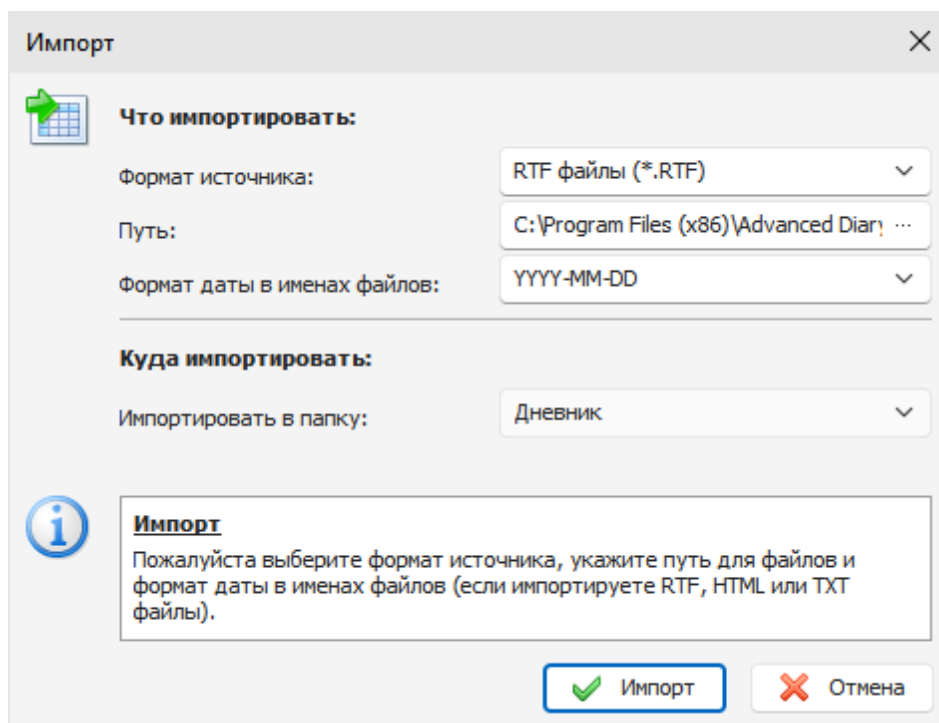 Импорт
Что импортировать:
Формат источника: RTF файлы (*.RTF)
Путь: C:\Program Files (x86)\Advanced Diary ...
Формат даты в именах файлов: YYYY-MM-DD
Куда импортировать:
Импортировать в папку: Дневник
Импорт
Пожалуйста выберите формат источника, укажите путь для файлов и
формат даты в именах файлов (если импортируете RTF, HTML или TXT
файлы).
Импорт Отмена